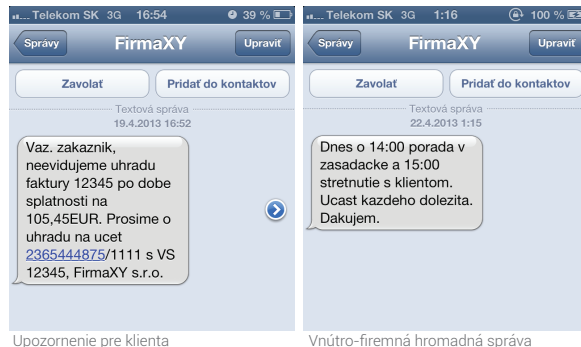 Telekom SK 3G 16:54 39 %
Správy FirmaXY Upraviť
Zavolať Pridať do kontaktov
Textová správa
19.4.2013 16:52
Vaz. zakaznik,
neevidujeme uhradu
faktury 12345 po dobe
splatnosti na
105,45EUR. Prosime o
uhradu na ucet
2365444875/1111 s VS
12345, FirmaXY s.r.o.
Upozornenie pre klienta
Telekom SK 3G 1:16 100 %
Správy FirmaXY Upraviť
Zavolať Pridať do kontaktov
Textová správa
22.4.2013 1:15
Dnes o 14:00 porada v
zasadacke a 15:00
stretnutie s klientom.
Ucast kazdeho dolezita.
Dakujem.
Vnútro-firemná hromadná správa